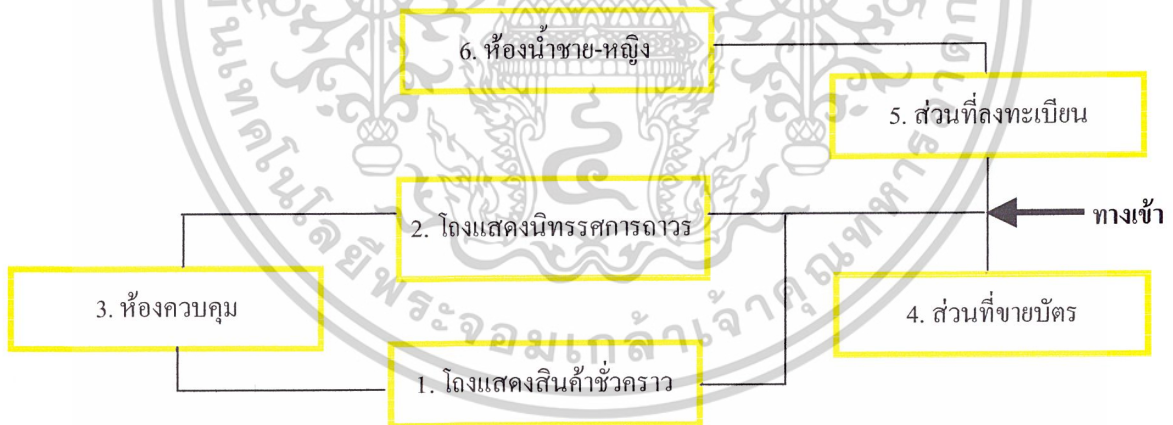 6. ห้องน้ำชาย-หญิง
5. ส่วนที่ลงทะเบียน
2. โถงแสดงนิทรรศการถาวร
ทางเข้า
3. ห้องควบคุม
4. ส่วนที่ขายบัตร
1. โถงแสดงสินค้าชั่วคราว